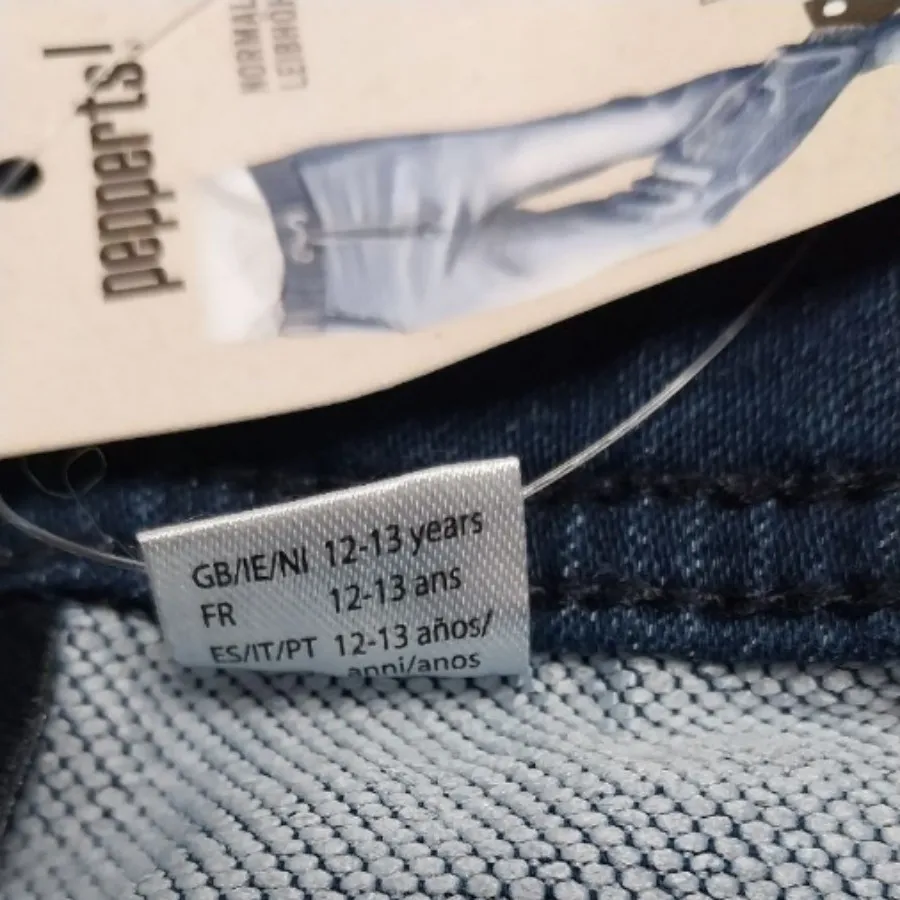 pepperts!
NORMAL
LEIBHÖH
GB/IE/NI 12-13 years
FR 12-13 ans
ES/IT/PT 12-13 años/
anni/anos